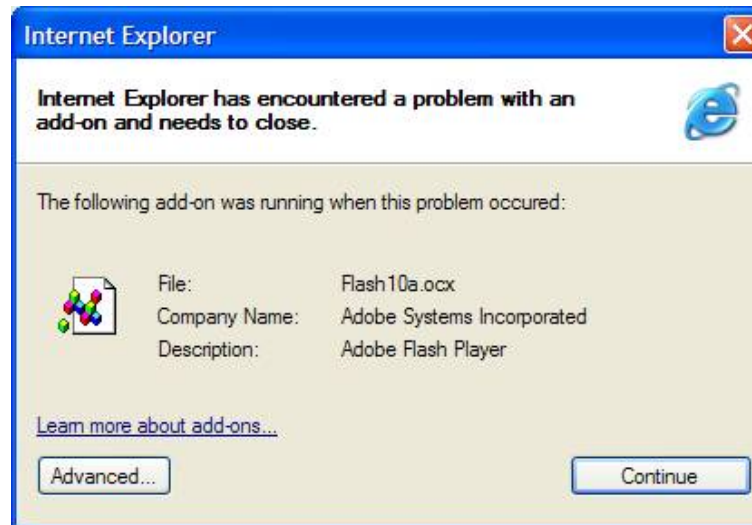 Internet Explorer
Internet Explorer has encountered a problem with an
add-on and needs to close.
The following add-on was running when this problem occured:
File: Flash10a.ocx
Company Name: Adobe Systems Incorporated
Description: Adobe Flash Player
Learn more about add-ons...
Advanced... Continue